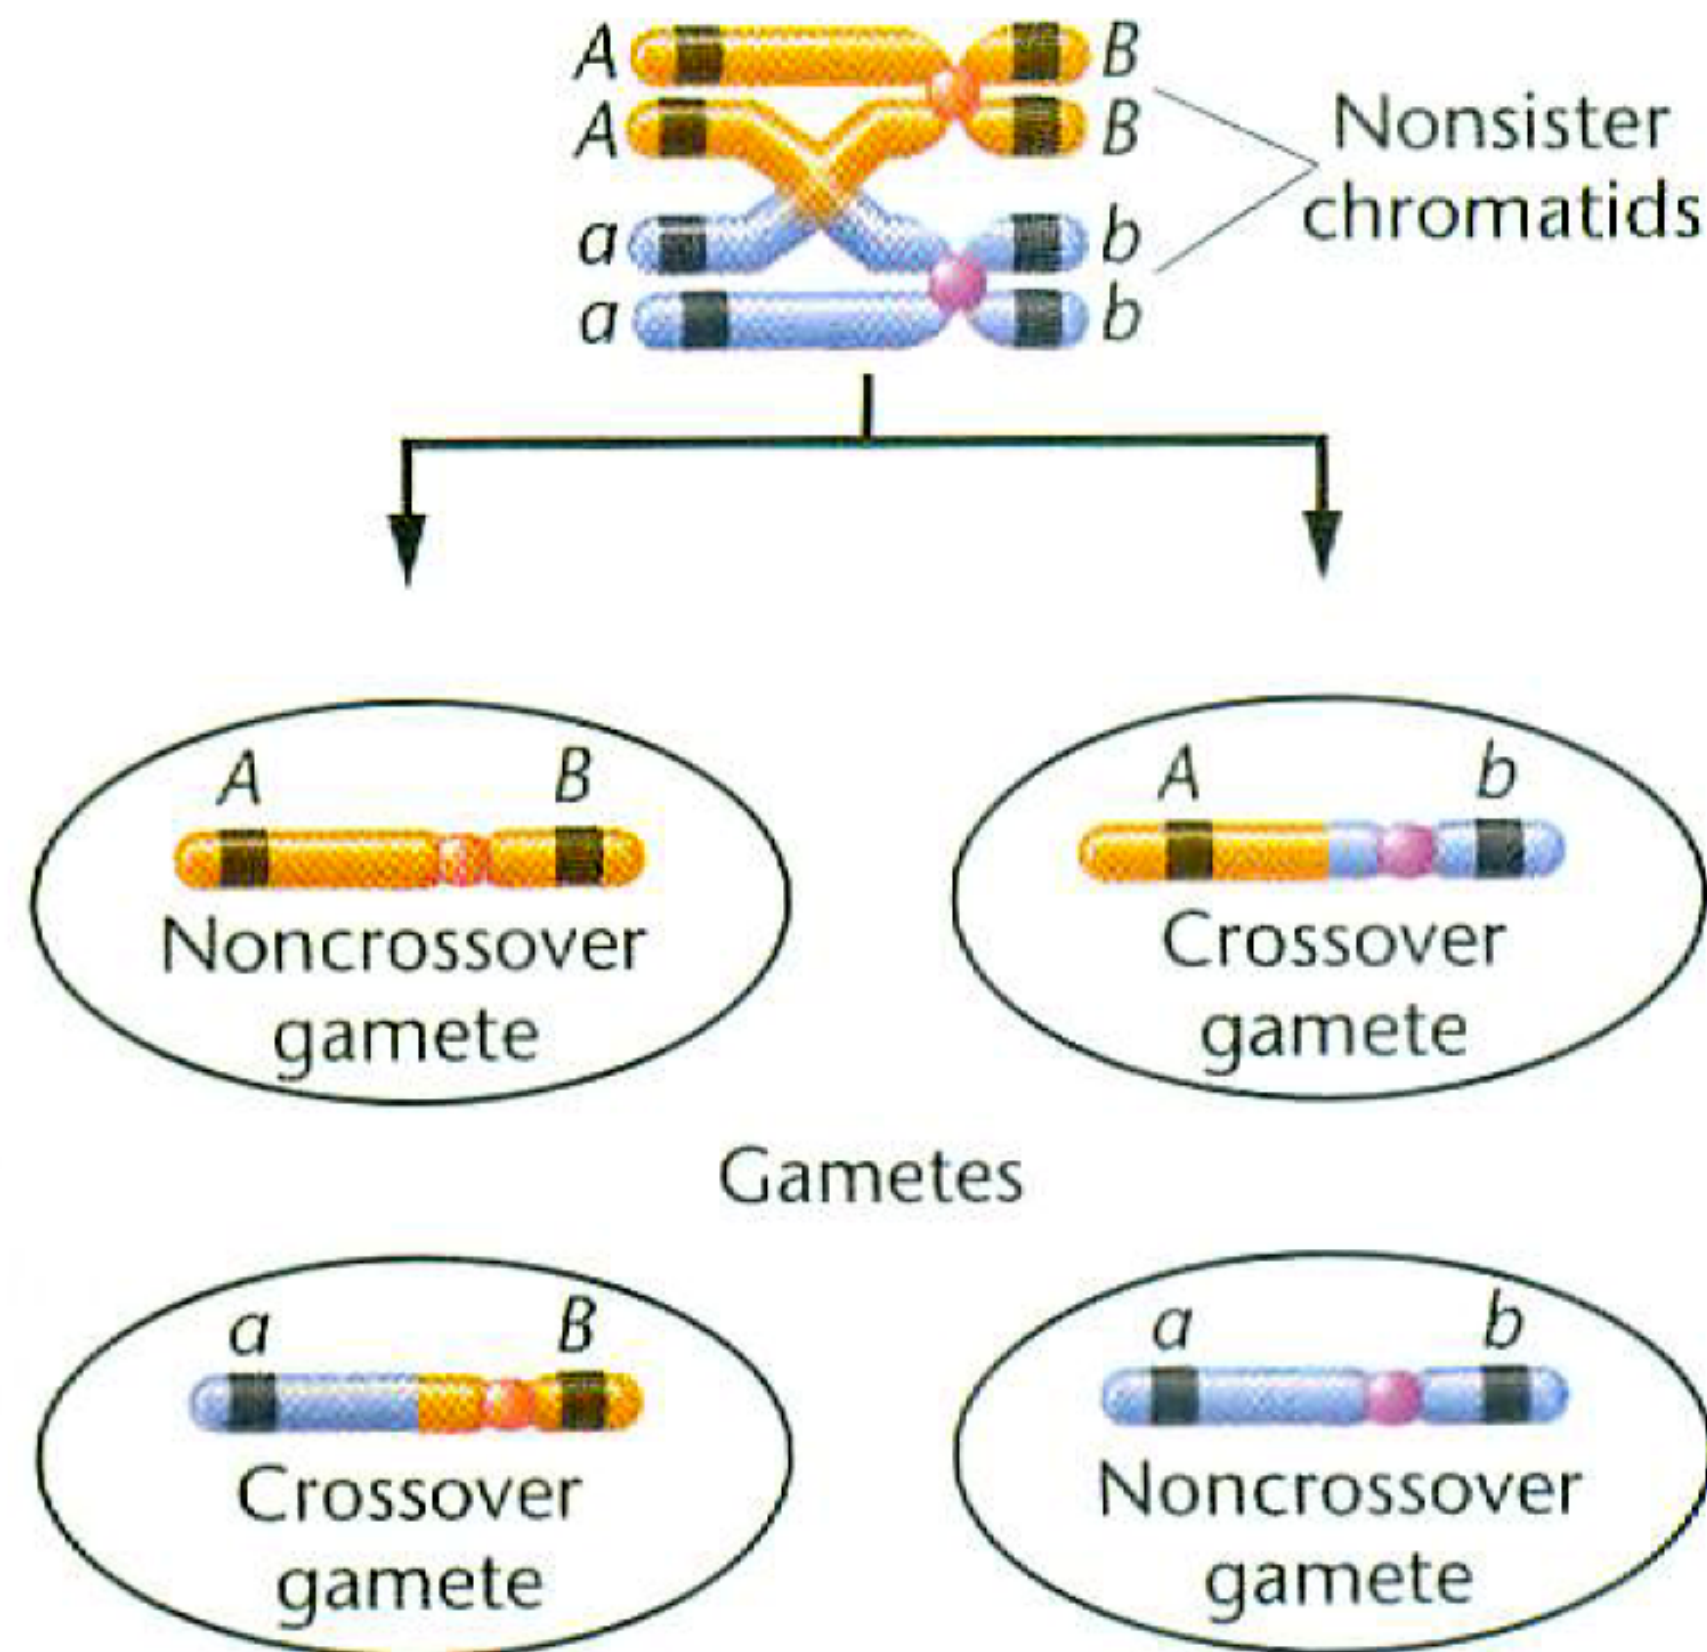 A B
A B
a b
a b
Nonsister
chromatids
A B
Noncrossover
gamete
A b
Crossover
gamete
Gametes
a B
Crossover
gamete
a b
Noncrossover
gamete